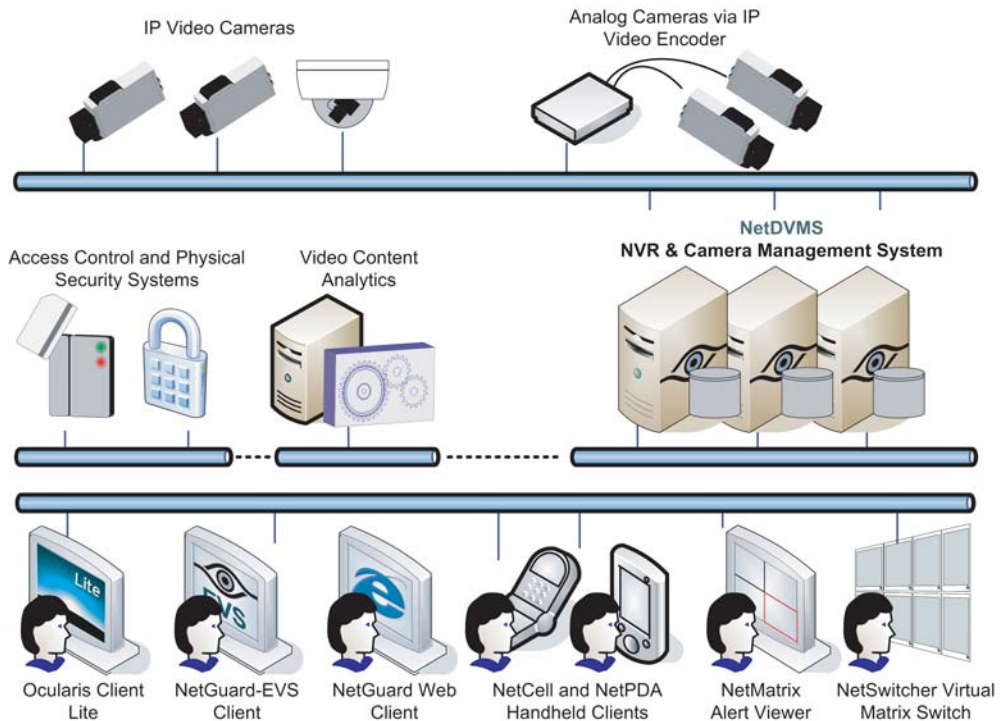 IP Video Cameras
Analog Cameras via IP
Video Encoder
NetDVMS
NVR & Camera Management System
Access Control and Physical
Security Systems
Video Content
Analytics
Lite
EVS
Ocularis Client
Lite
NetGuard-EVS
Client
NetGuard Web
Client
NetCell and NetPDA
Handheld Clients
NetMatrix
Alert Viewer
NetSwitcher Virtual
Matrix Switch